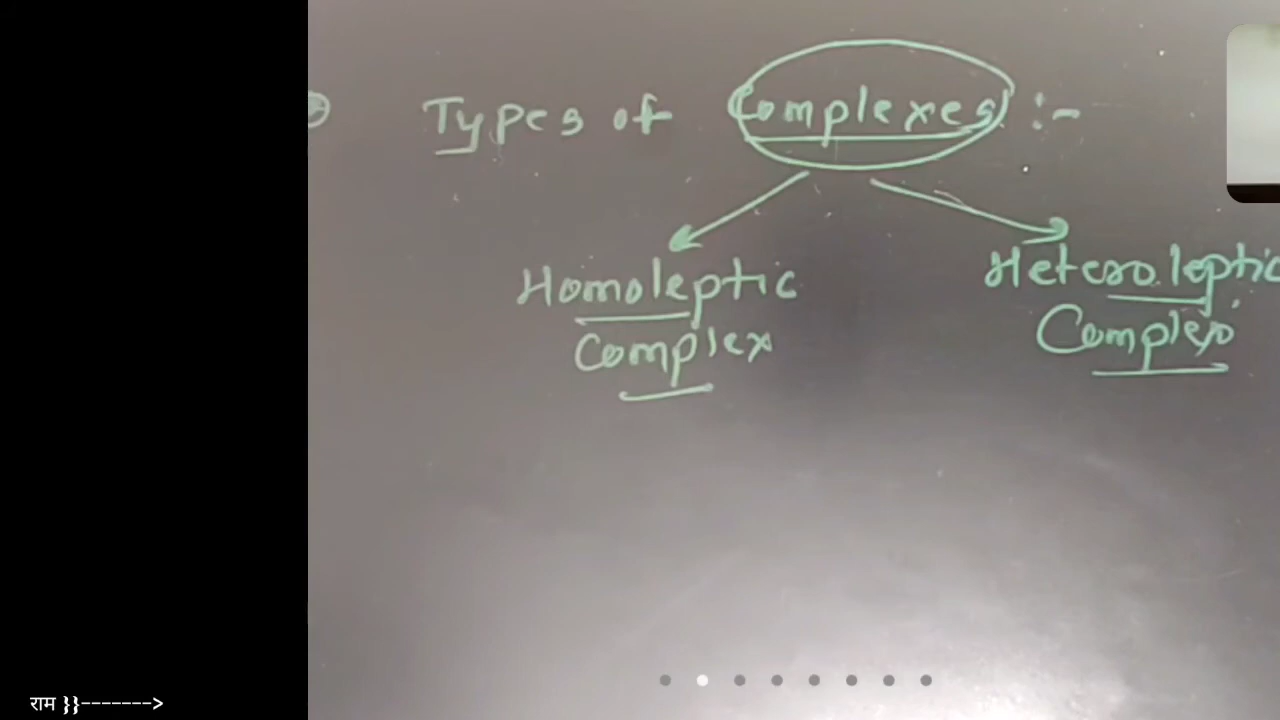 Types of Complexes :-
Homoleptic
Complex
Heteroleptic
Complex
राम }}------->